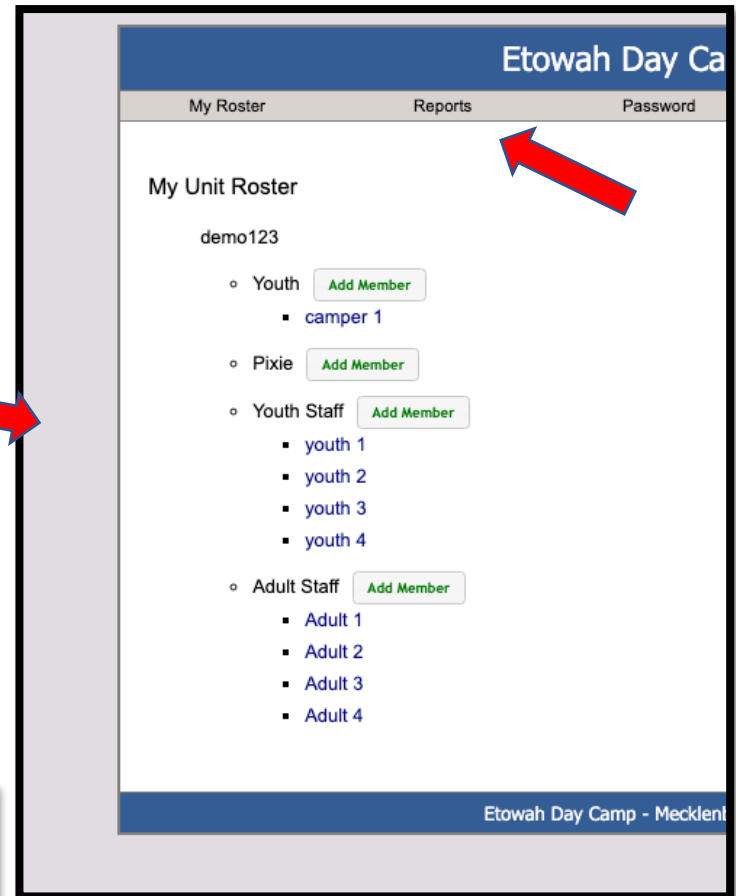 Etowah Day Ca
My Roster Reports Password
My Unit Roster
demo123
Youth Add Member
camper 1
Pixie Add Member
Youth Staff Add Member
youth 1
youth 2
youth 3
youth 4
Adult Staff Add Member
Adult 1
Adult 2
Adult 3
Adult 4
Etowah Day Camp - Mecklen